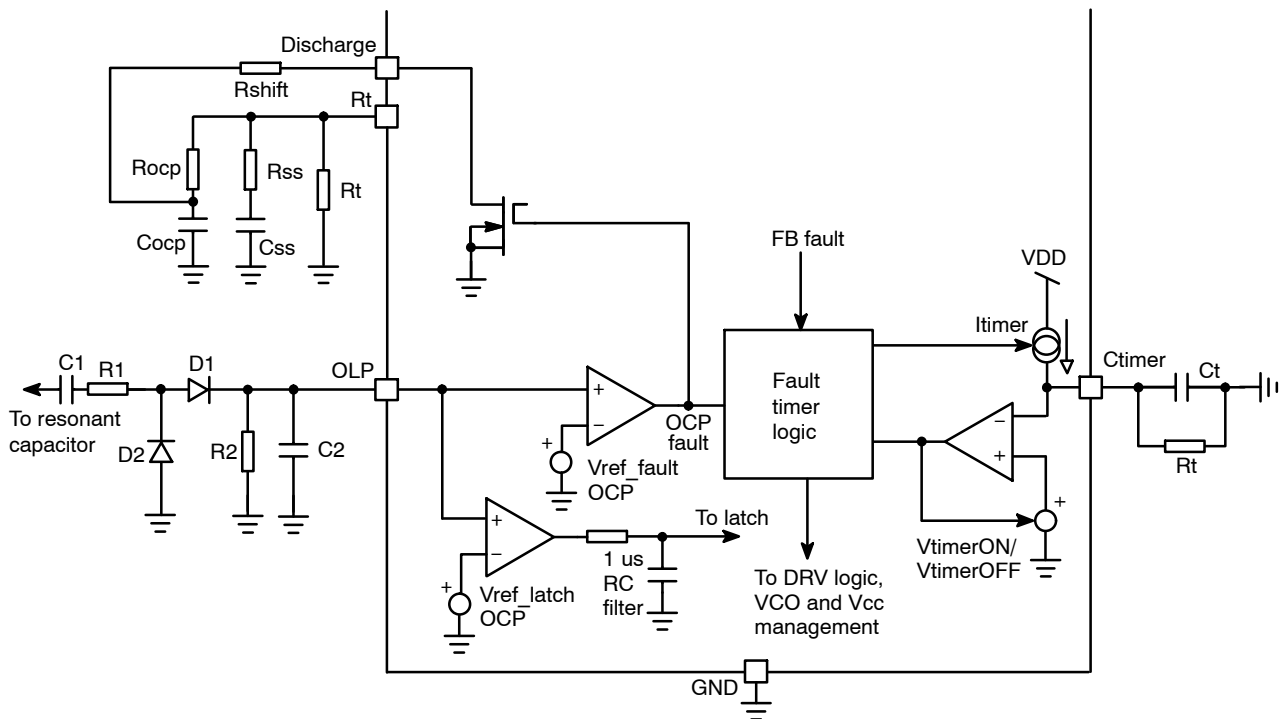 Discharge
Rshift
Rt
Rocp
Rss
Rt
Cocp
Css
FB fault
VDD
Itimer
Ctimer
Ct
Rt
C1
R1
D1
OLP
To resonant
capacitor
D2
R2
C2
+
−
OCP
fault
+
Vref_fault
OCP
Fault
timer
logic
−
+
+
VtimerON/
VtimerOFF
+
−
To latch
+
Vref_latch
OCP
1 us
RC
filter
To DRV logic,
VCO and Vcc
management
GND